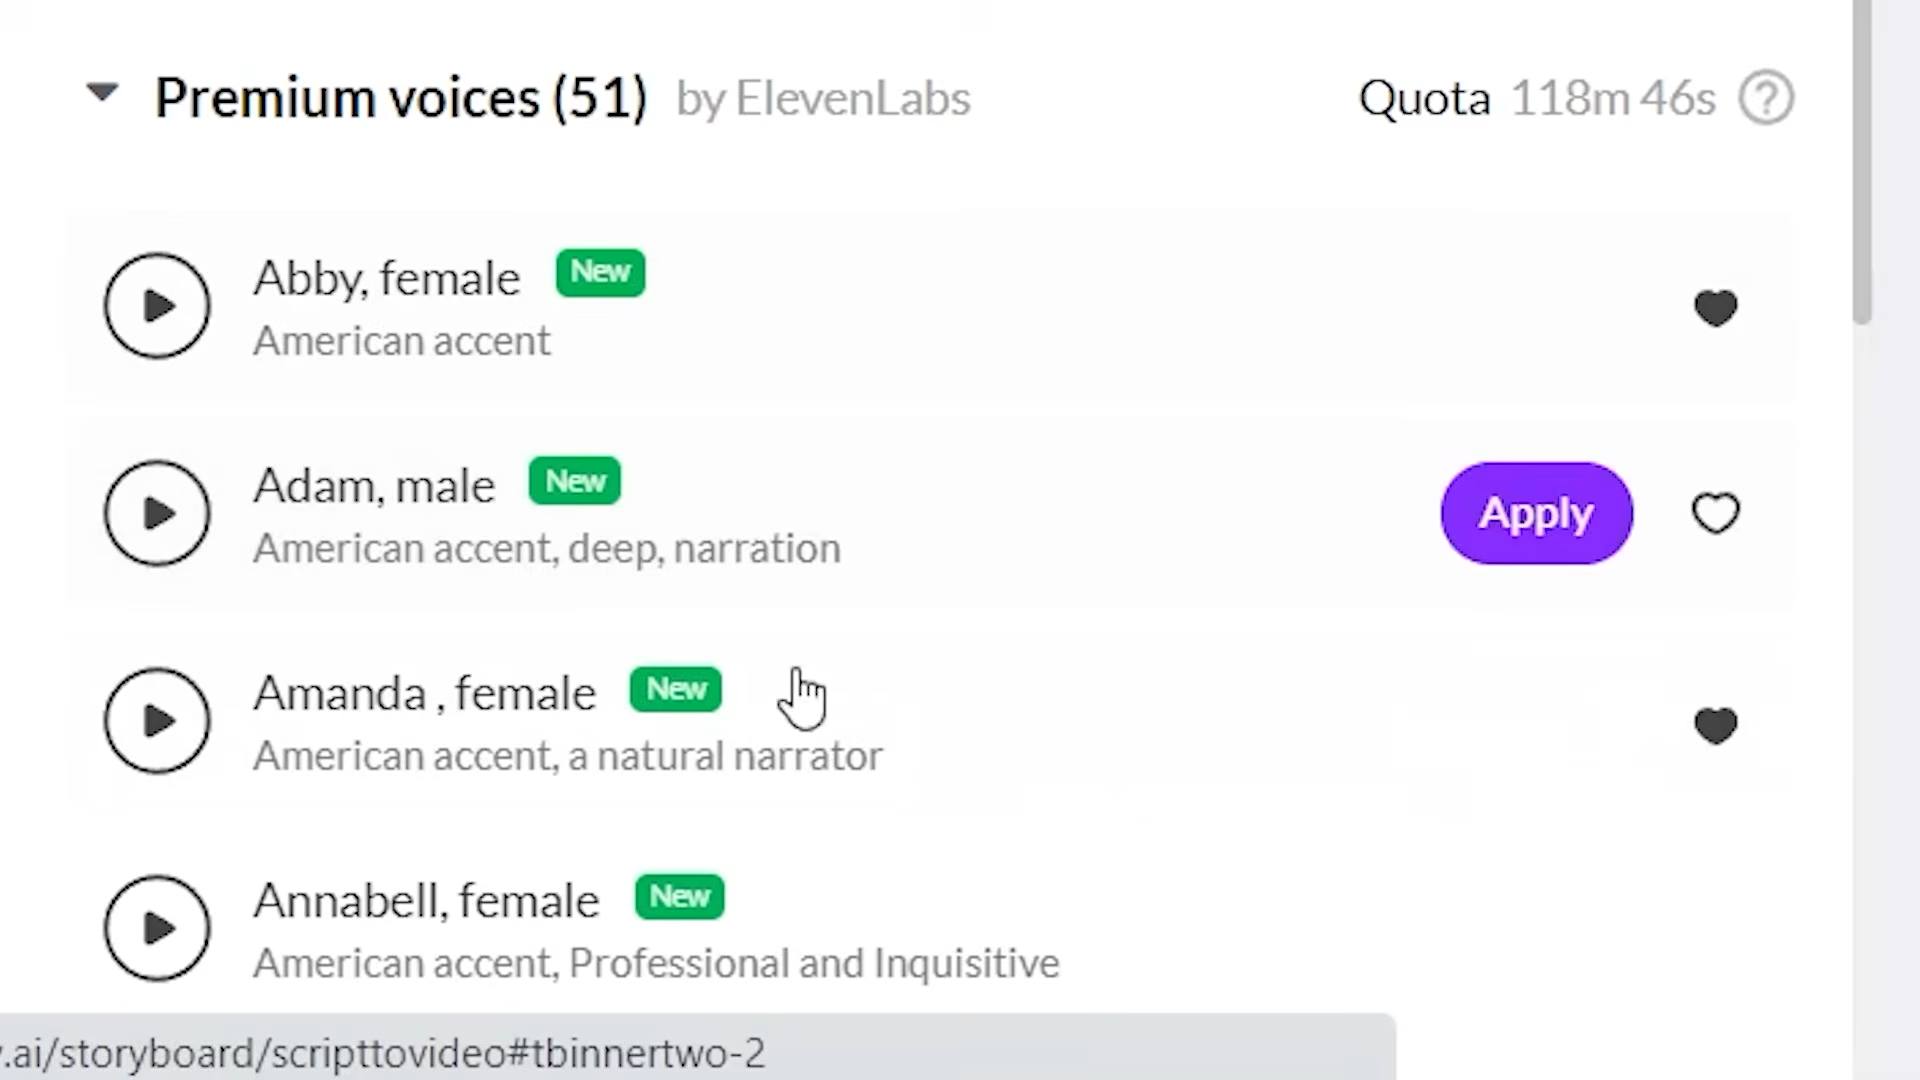 Premium voices (51) by ElevenLabs Quota 118m 46s ?
Abby, female New
American accent
Adam, male New
American accent, deep, narration
Apply
Amanda , female New
American accent, a natural narrator
Annabell, female New
American accent, Professional and Inquisitive
.ai/storyboard/scripttovideo#tbinnertwo-2